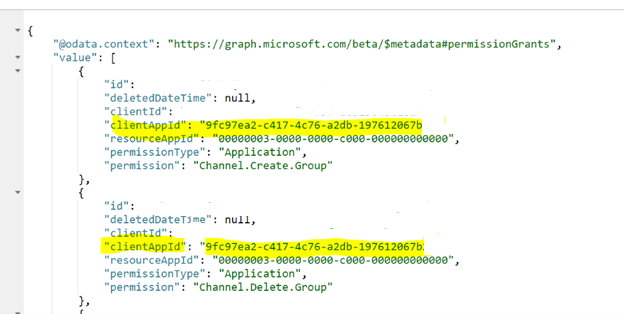 {
"@odata.context": "https://graph.microsoft.com/beta/$metadata#permissionGrants",
"value": [
{
"id":
"deletedDateTime": null,
"clientId":
"clientAppId": "9fc97ea2-c417-4c76-a2db-197612067b
"resourceAppId": "00000003-0000-0000-c000-000000000000",
"permissionType": "Application",
"permission": "Channel.Create.Group"
},
{
"id":
"deletedDateTime": null,
"clientId":
"clientAppId": "9fc97ea2-c417-4c76-a2db-197612067b
"resourceAppId": "00000003-0000-0000-c000-000000000000",
"permissionType": "Application",
"permission": "Channel.Delete.Group"
},
{